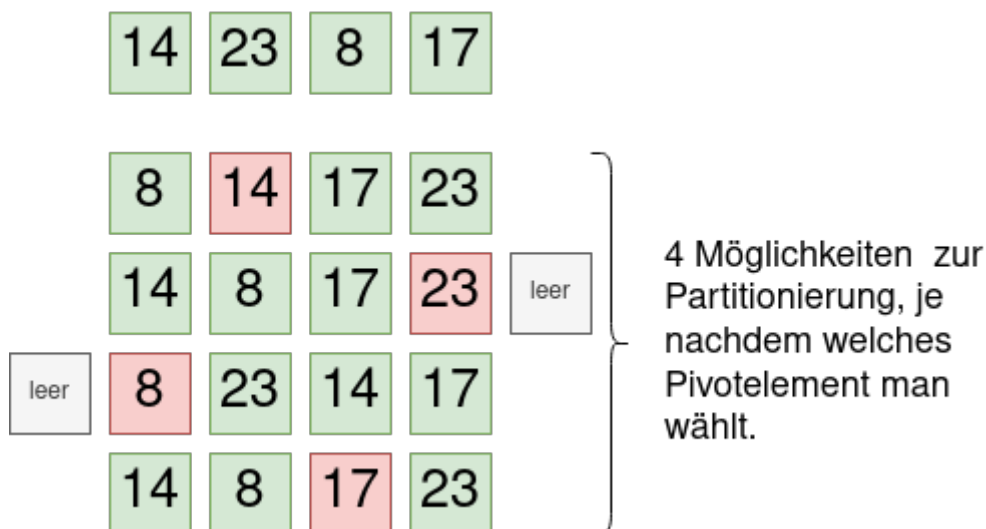 14 23 8 17
8 14 17 23
14 8 17 23 leer
leer 8 23 14 17
14 8 17 23
4 Möglichkeiten zur
Partitionierung, je
nachdem welches
Pivotelement man
wählt.